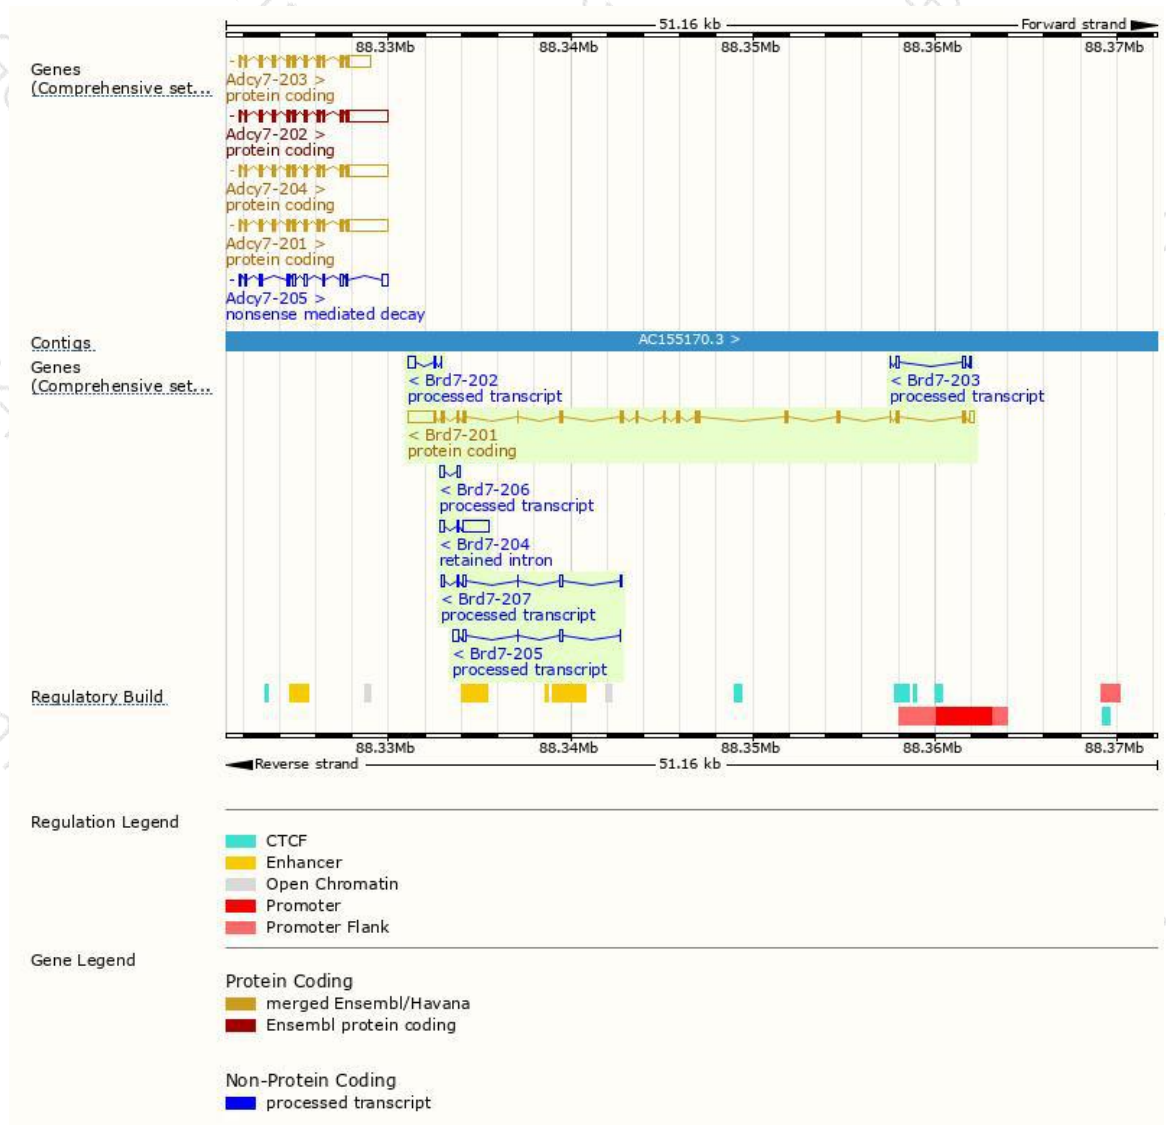 51.16 kb Forward strand
88.33Mb 88.34Mb 88.35Mb 88.36Mb 88.37Mb
Genes
(Comprehensive set...
Adcy7-203 >
protein coding
Adcy7-202 >
protein coding
Adcy7-204 >
protein coding
Adcy7-201 >
protein coding
Adcy7-205 >
nonsense mediated decay
Contigs AC155170.3 >
Genes
(Comprehensive set...
< Brd7-202 < Brd7-203
processed transcript processed transcript
< Brd7-201
protein coding
< Brd7-206
processed transcript
< Brd7-204
retained intron
< Brd7-207
processed transcript
< Brd7-205
processed transcript
Regulatory Build
88.33Mb 88.34Mb 88.35Mb 88.36Mb 88.37Mb
Reverse strand 51.16 kb
Regulation Legend
CTCF
Enhancer
Open Chromatin
Promoter
Promoter Flank
Gene Legend
Protein Coding
merged Ensembl/Havana
Ensembl protein coding
Non-Protein Coding
processed transcript